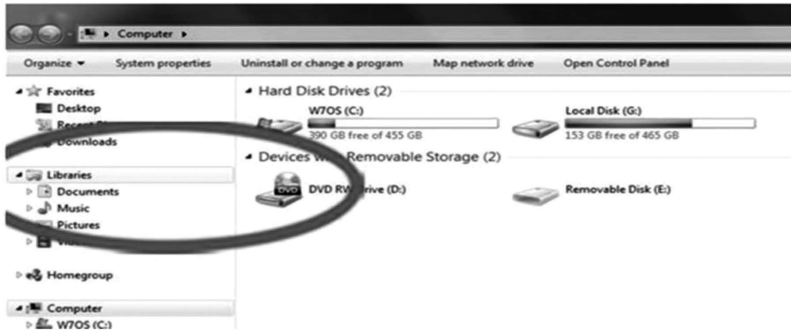 Computer
Organize
System properties
Uninstall or change a program
Map network drive
Open Control Panel
Favorites
Desktop
Downloads
Libraries
Documents
Music
Pictures
Homegroup
Computer
W7OS (C:)
Hard Disk Drives (2)
W7OS (C:)
390 GB free of 455 GB
Local Disk (G:)
153 GB free of 465 GB
Devices with Removable Storage (2)
DVD RW Drive (D:)
Removable Disk (E:)